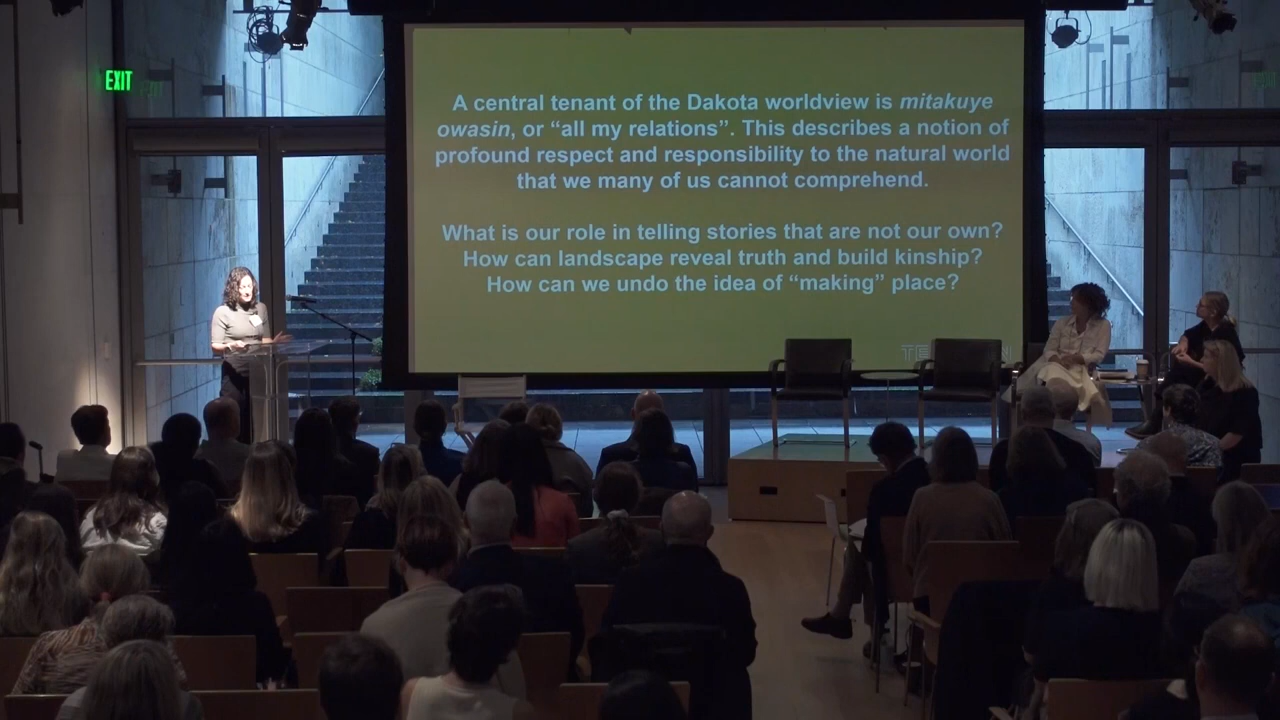 EXIT
A central tenant of the Dakota worldview is mitakuye
owasin, or “all my relations”. This describes a notion of
profound respect and responsibility to the natural world
that we many of us cannot comprehend.
What is our role in telling stories that are not our own?
How can landscape reveal truth and build kinship?
How can we undo the idea of “making” place?